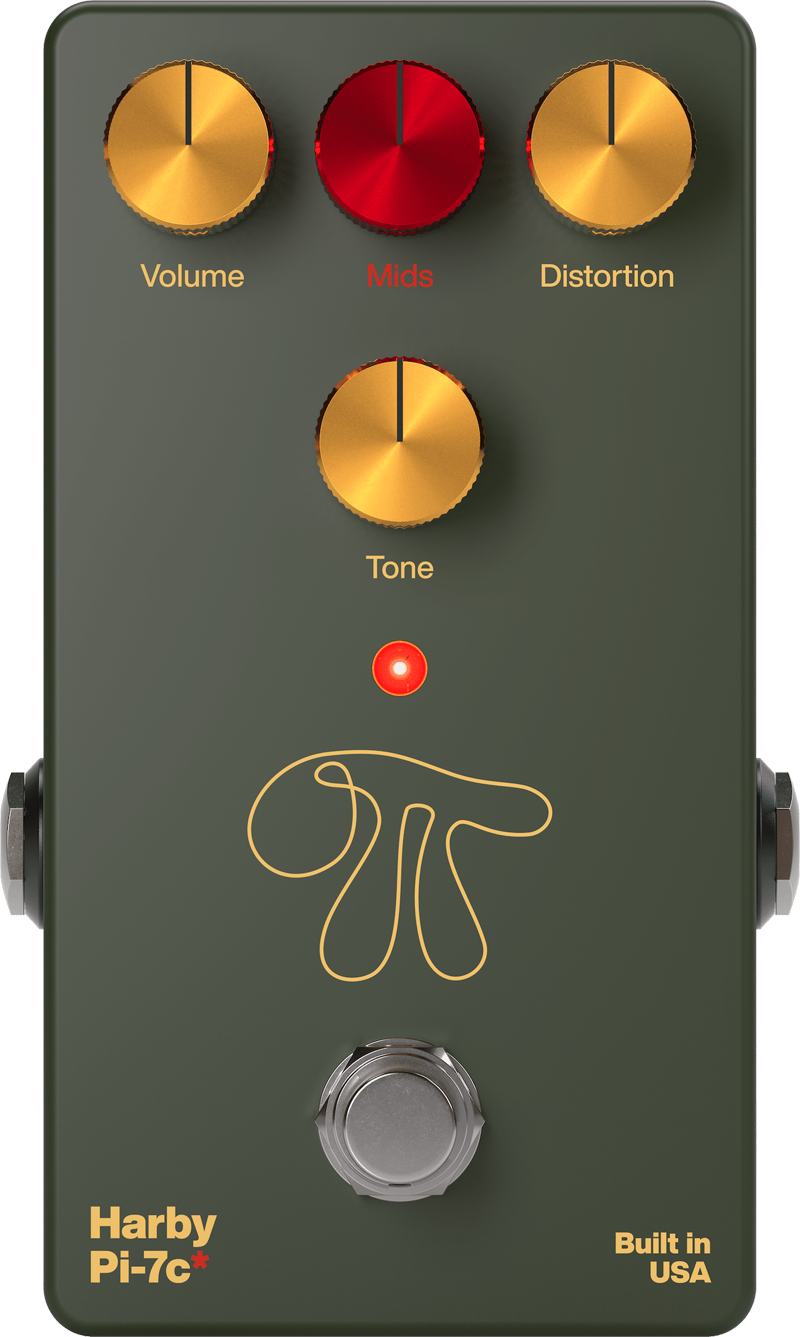 Volume
Mids
Distortion
Tone
Harby
Pi-7c*
Built in
USA